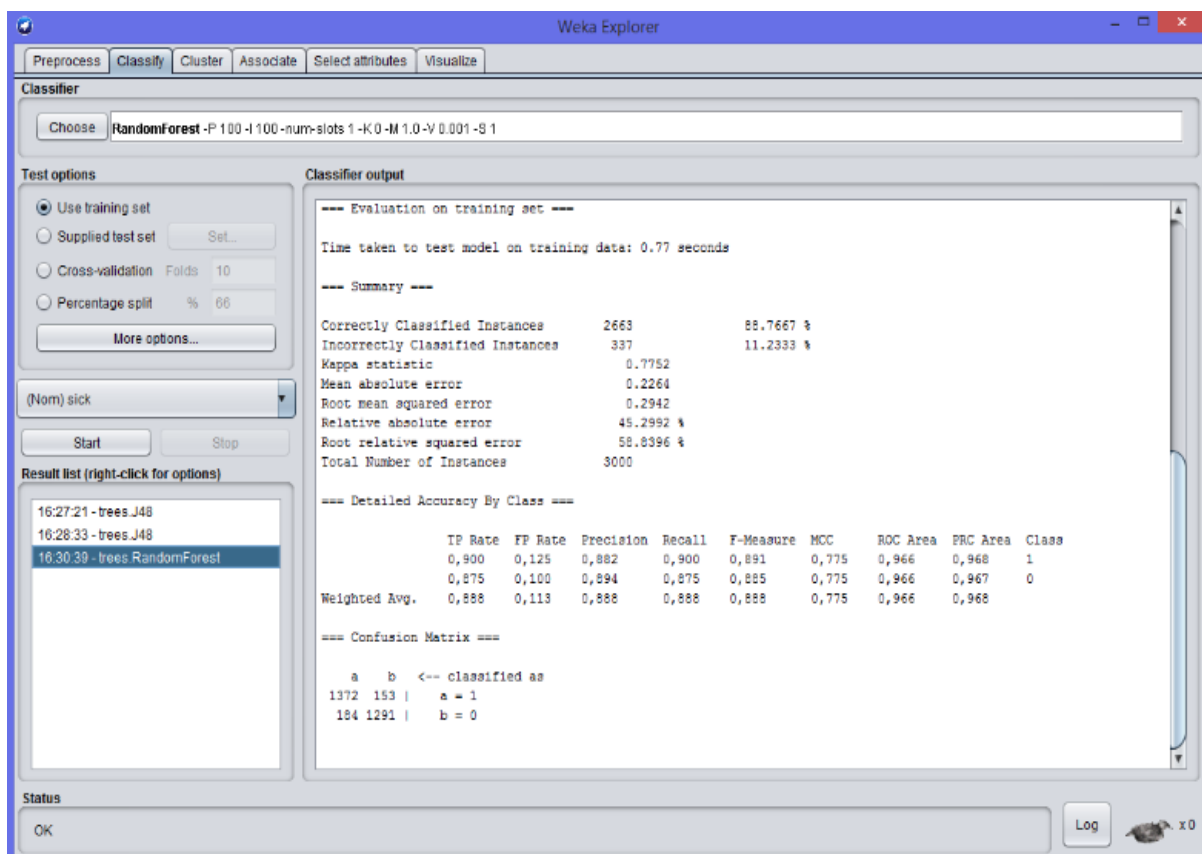 Weka Explorer
Preprocess Classify Cluster Associate Select attributes Visualize
Classifier
Choose RandomForest -P 100 -I 100 -num-slots 1 -K 0 -M 1.0 -V 0.001 -S 1
Test options
Use training set
Supplied test set Set...
Cross-validation Folds 10
Percentage split % 66
More options...
(Nom) sick
Start Stop
Result list (right-click for options)
16:27:21 - trees.J48
16:28:33 - trees.J48
16:30:39 - trees.RandomForest
Classifier output
=== Evaluation on training set ===
Time taken to test model on training data: 0.77 seconds
=== Summary ===
Correctly Classified Instances 2663 88.7667 %
Incorrectly Classified Instances 337 11.2333 %
Kappa statistic 0.7752
Mean absolute error 0.2264
Root mean squared error 0.2942
Relative absolute error 45.2992 %
Root relative squared error 58.8396 %
Total Number of Instances 3000
=== Detailed Accuracy By Class ===
TP Rate FP Rate Precision Recall F-Measure MCC ROC Area PRC Area Class
0,900 0,125 0,882 0,900 0,891 0,775 0,966 0,968 1
0,875 0,100 0,894 0,875 0,885 0,775 0,966 0,967 0
Weighted Avg. 0,888 0,113 0,888 0,888 0,888 0,775 0,966 0,968
=== Confusion Matrix ===
a b <-- classified as
1372 153 | a = 1
184 1291 | b = 0
Status
OK
Log
x 0